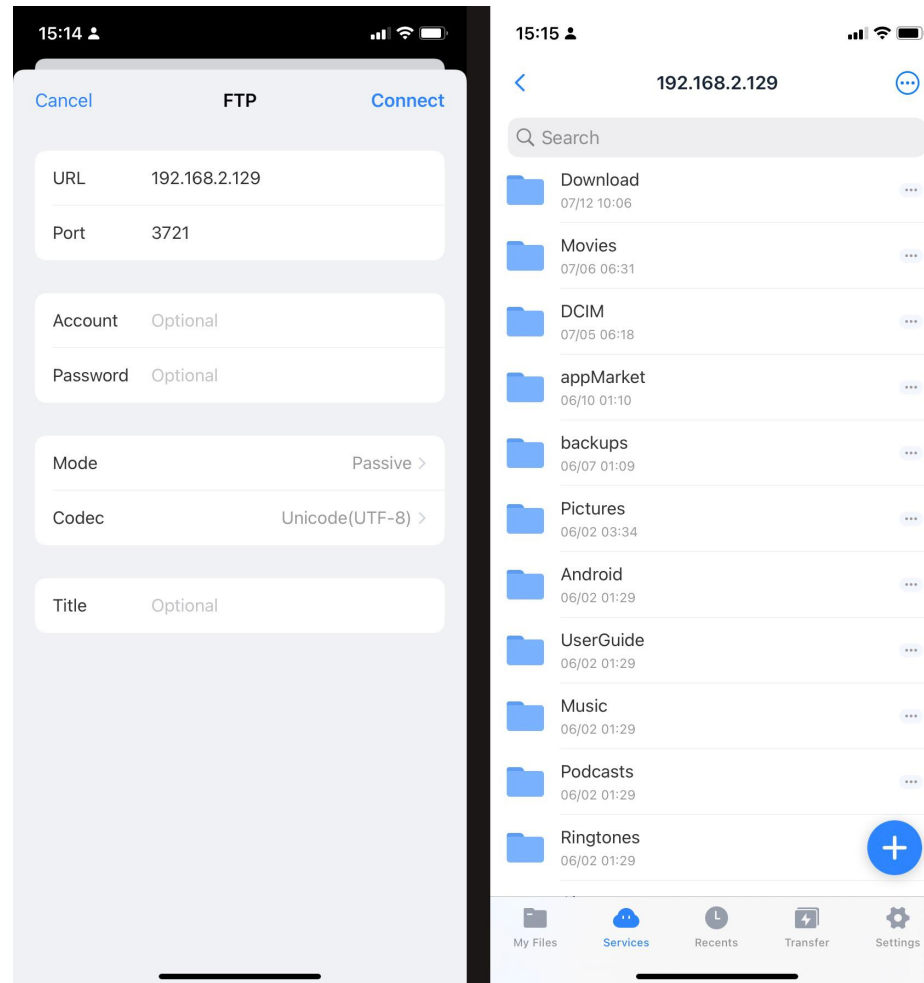 15:14
Cancel FTP Connect
URL 192.168.2.129
Port 3721
Account Optional
Password Optional
Mode Passive
Codec Unicode(UTF-8)
Title Optional
15:15
192.168.2.129
Search
Download
07/12 10:06
Movies
07/06 06:31
DCIM
07/05 06:18
appMarket
06/10 01:10
backups
06/07 01:09
Pictures
06/02 03:34
Android
06/02 01:29
UserGuide
06/02 01:29
Music
06/02 01:29
Podcasts
06/02 01:29
Ringtones
06/02 01:29
My Files Services Recents Transfer Settings